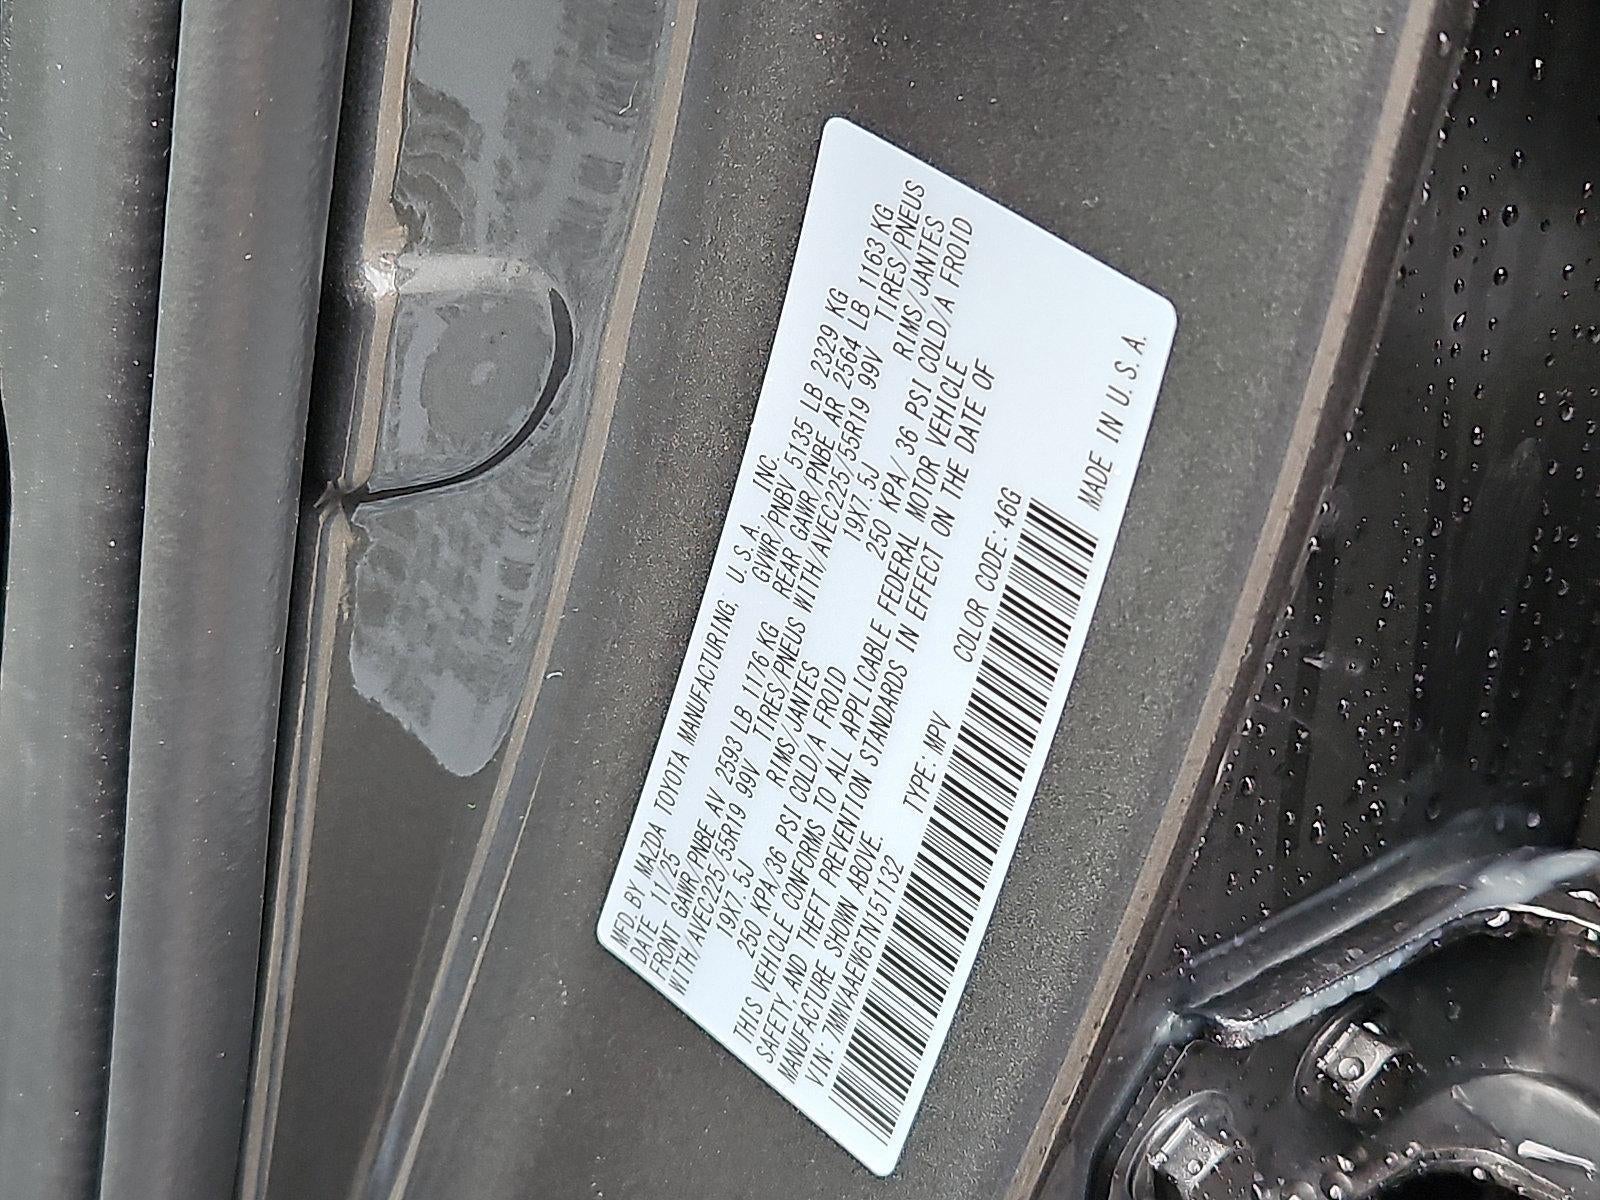 MFD.BY MAZDA TOYOTA MANUFACTURING, U.S.A. INC.
DATE 11/25 GVWR/PNBV 5135 LB 2329 KG
FRONT GAWR/PNBE AV 2593 LB 1176 KG REAR GAWR/PNBE AR 2564 LB 1163 KG
WITH/AVEC225/55R19 99V TIRES/PNEUS WITH/AVEC225/55R19 99V TIRES/PNEUS
19X7.5J RIMS/JANTES 19X7.5J RIMS/JANTES
250 KPA/36 PSI COLD/A FROID 250 KPA/ 36 PSI COLD/A FROID
THIS VEHICLE CONFORMS TO ALL APPLICABLE FEDERAL MOTOR VEHICLE
SAFETY, AND THEFT PREVENTION STANDARDS IN EFFECT ON THE DATE OF
MANUFACTURE SHOWN ABOVE.
VIN: 7MMVAAEW6TN151132 TYPE: MPV COLOR CODE: 46G
MADE IN U.S.A.